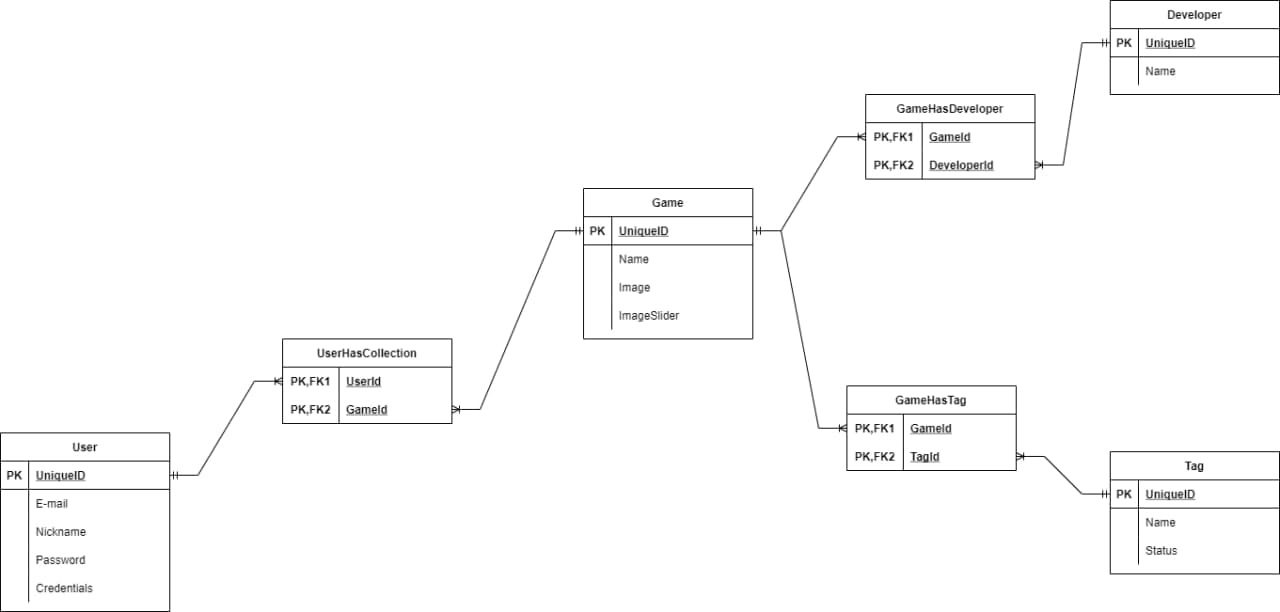 Developer
PK UniqueID
Name
GameHasDeveloper
PK,FK1 GameId
PK,FK2 DeveloperId
Game
PK UniqueID
Name
Image
ImageSlider
UserHasCollection
PK,FK1 UserId
PK,FK2 GameId
GameHasTag
PK,FK1 GameId
PK,FK2 TagId
User
PK UniqueID
E-mail
Nickname
Password
Credentials
Tag
PK UniqueID
Name
Status